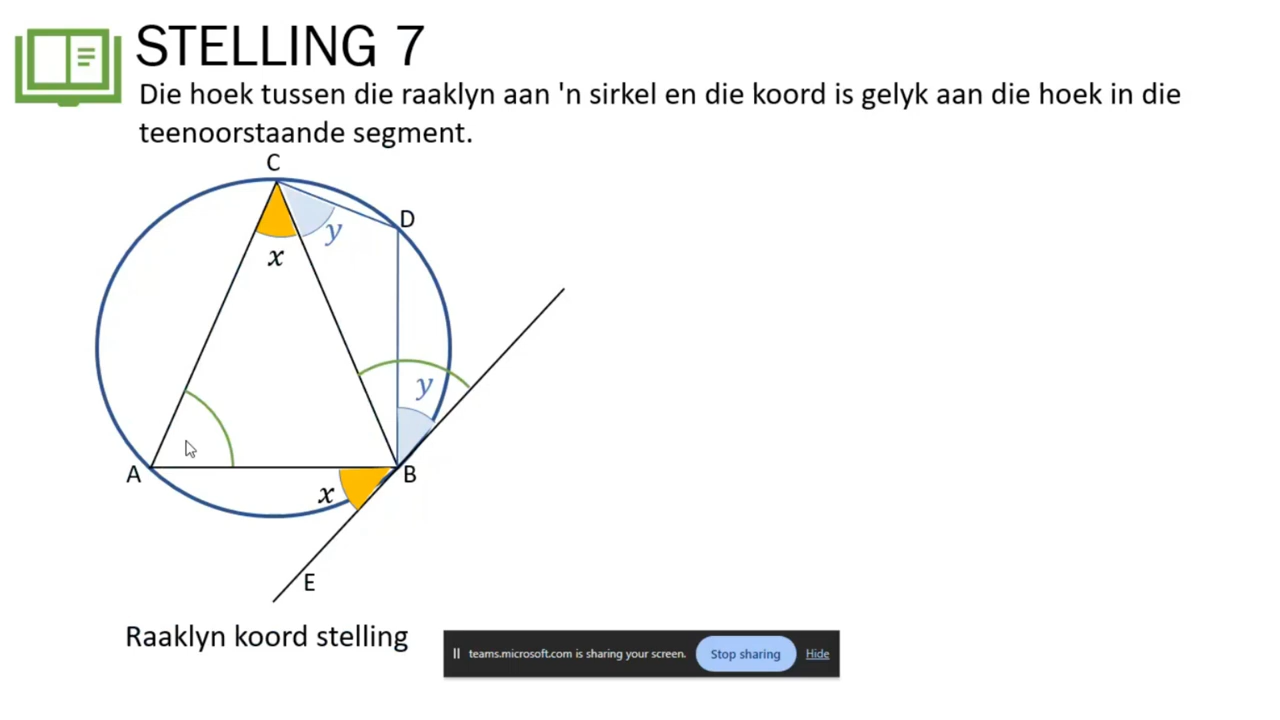 STELLING 7
Die hoek tussen die raaklyn aan 'n sirkel en die koord is gelyk aan die hoek in die
teenoorstaande segment.
C
D
y
x
y
A
B
x
E
Raaklyn koord stelling
teams.microsoft.com is sharing your screen. Stop sharing Hide